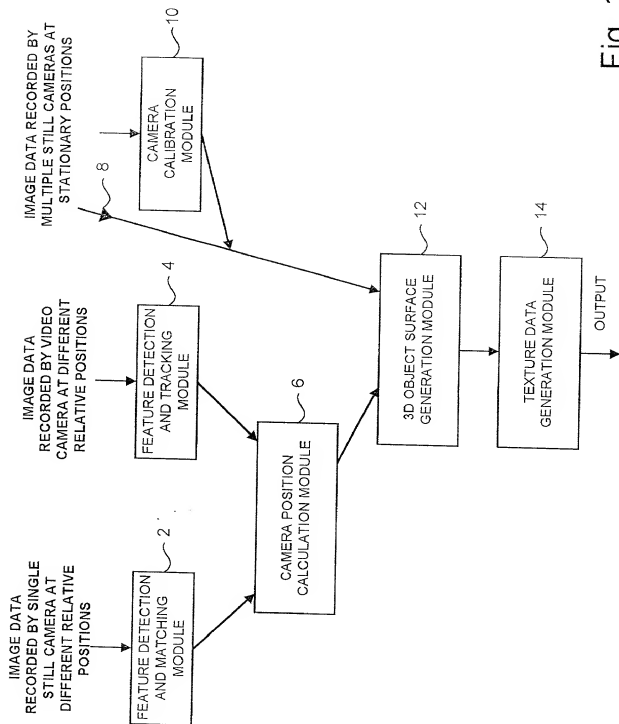 IMAGE DATA
RECORDED BY SINGLE
STILL CAMERA AT
DIFFERENT RELATIVE
POSITIONS
FEATURE DETECTION
AND MATCHING
MODULE
2
IMAGE DATA
RECORDED BY VIDEO
CAMERA AT DIFFERENT
RELATIVE POSITIONS
FEATURE DETECTION
AND TRACKING
MODULE
4
IMAGE DATA RECORDED BY
MULTIPLE STILL CAMERAS AT
STATIONARY POSITIONS
8
CAMERA
CALIBRATION
MODULE
10
CAMERA POSITION
CALCULATION MODULE
6
3D OBJECT SURFACE
GENERATION MODULE
12
TEXTURE DATA
GENERATION MODULE
14
OUTPUT
Fig.